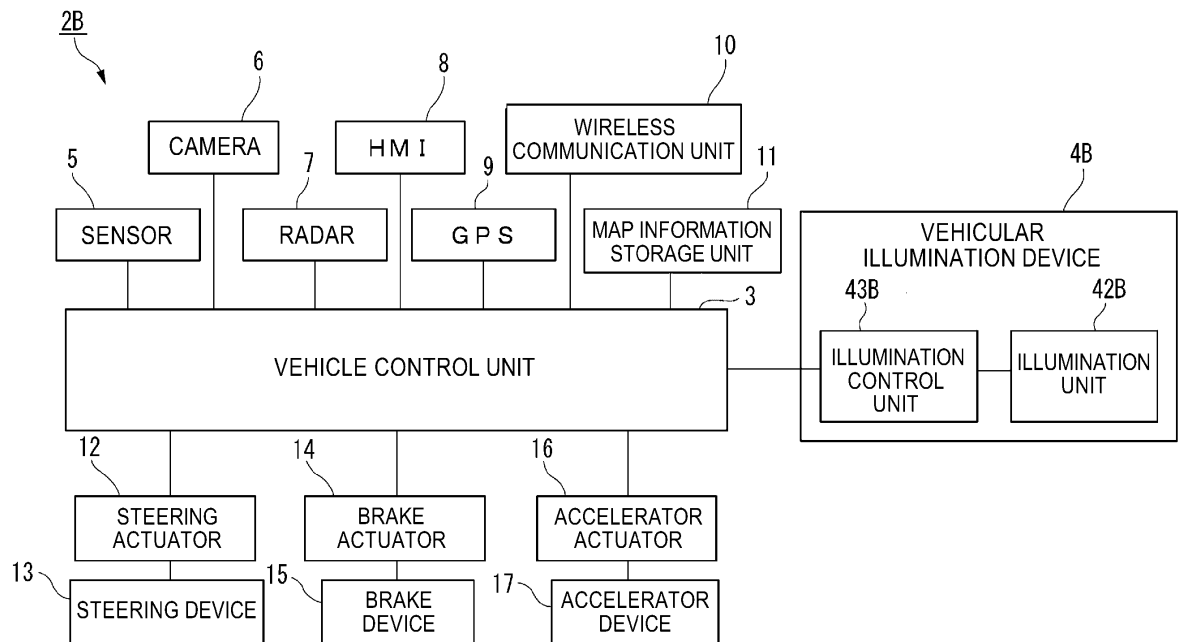 2B
6
8
10
CAMERA
HMI
WIRELESS
COMMUNICATION UNIT
5
7
9
11
4B
SENSOR
RADAR
GPS
MAP INFORMATION
STORAGE UNIT
VEHICULAR
ILLUMINATION DEVICE
3
43B
42B
VEHICLE CONTROL UNIT
ILLUMINATION
CONTROL
UNIT
ILLUMINATION
UNIT
12
14
16
STEERING
ACTUATOR
BRAKE
ACTUATOR
ACCELERATOR
ACTUATOR
13
15
17
STEERING DEVICE
BRAKE
DEVICE
ACCELERATOR
DEVICE